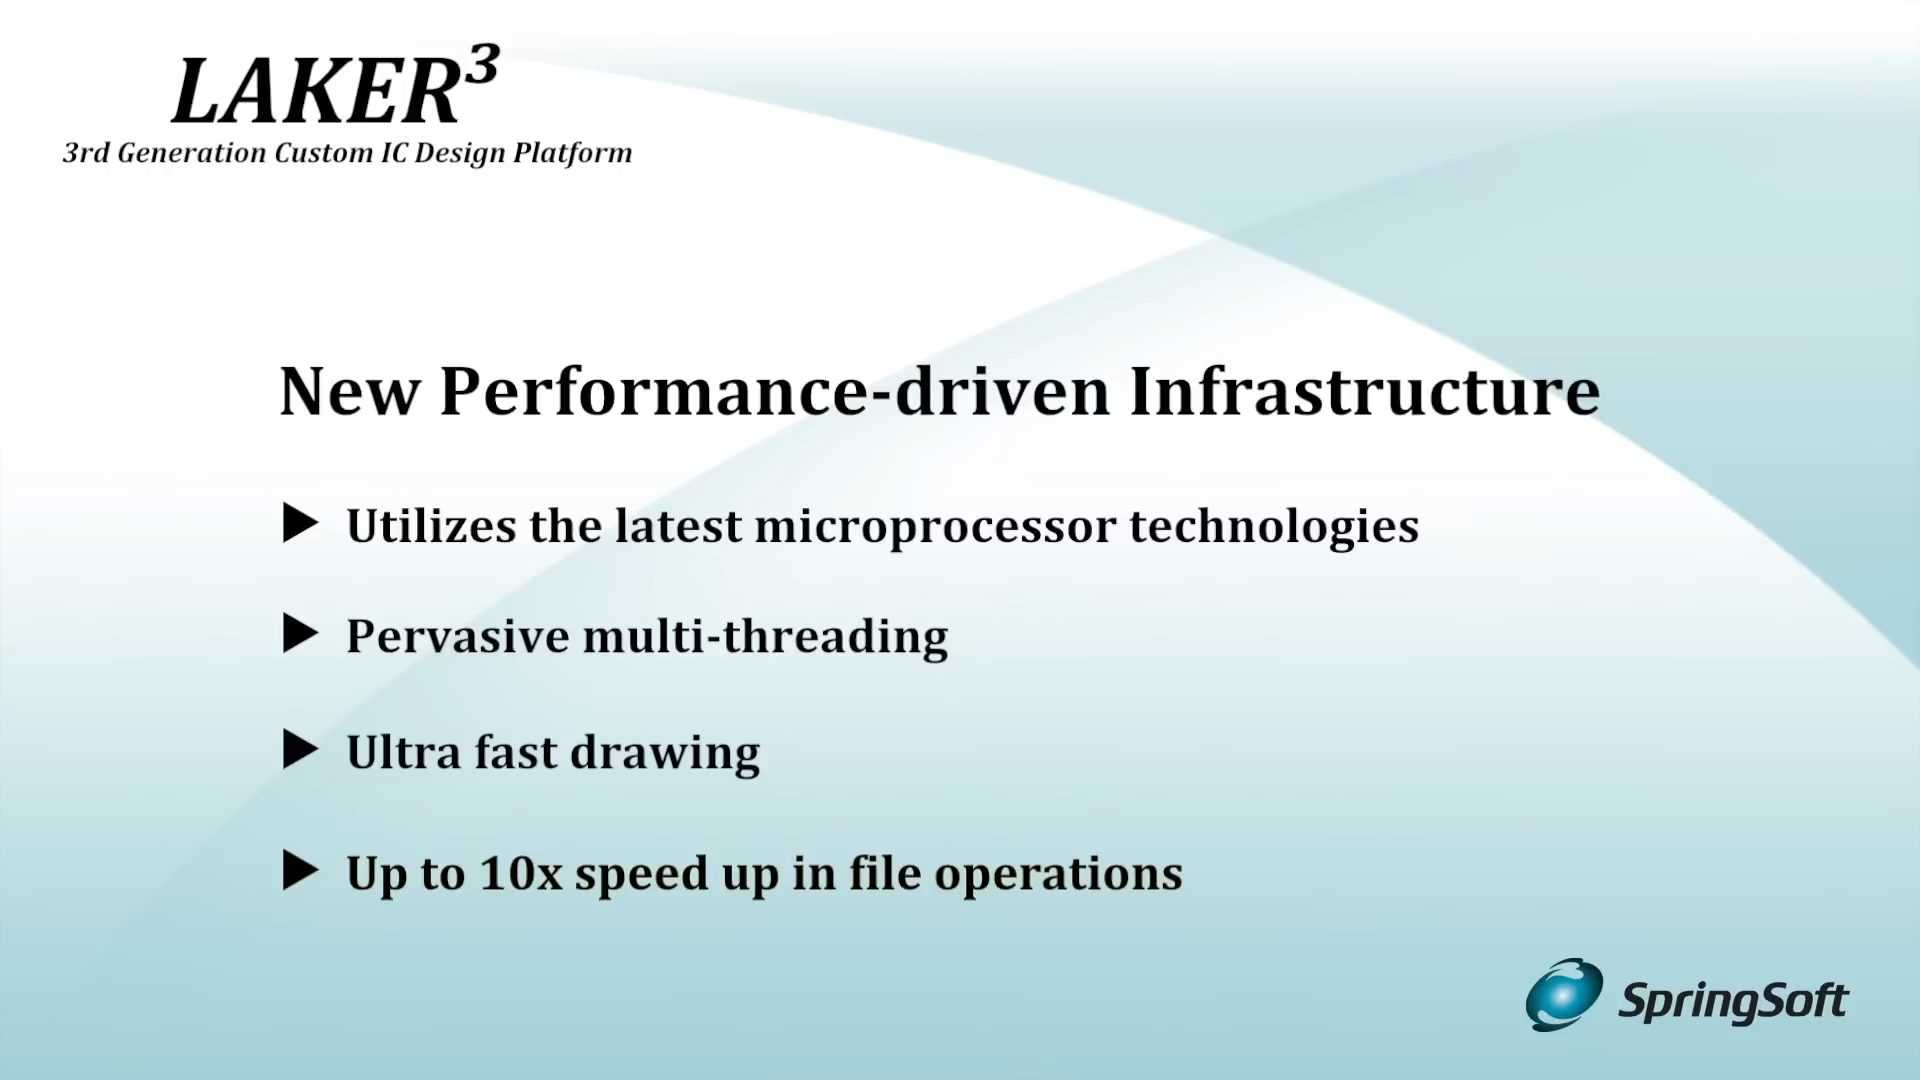 LAKER³
3rd Generation Custom IC Design Platform
New Performance-driven Infrastructure
▶ Utilizes the latest microprocessor technologies
▶ Pervasive multi-threading
▶ Ultra fast drawing
▶ Up to 10x speed up in file operations
SpringSoft